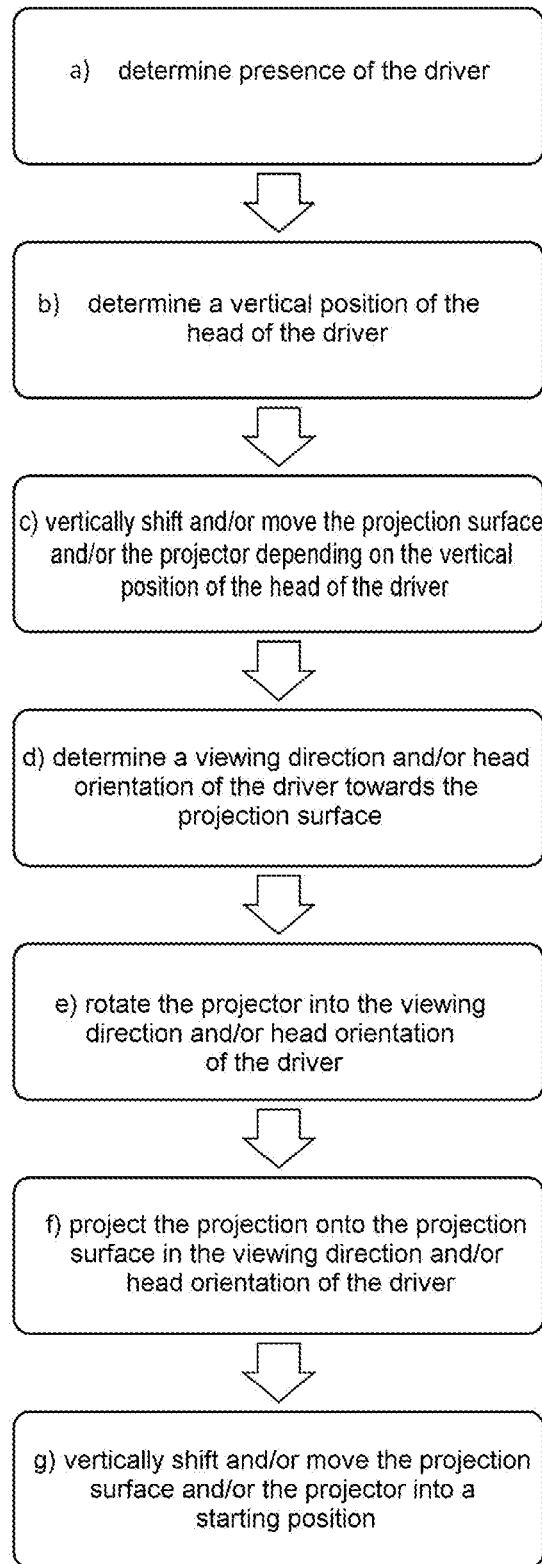 a) determine presence of the driver
b) determine a vertical position of the
head of the driver
c) vertically shift and/or move the projection surface
and/or the projector depending on the vertical
position of the head of the driver
d) determine a viewing direction and/or head
orientation of the driver towards the
projection surface
e) rotate the projector into the viewing
direction and/or head orientation
of the driver
f) project the projection onto the projection
surface in the viewing direction and/or
head orientation of the driver
g) vertically shift and/or move the projection
surface and/or the projector into a
starting position